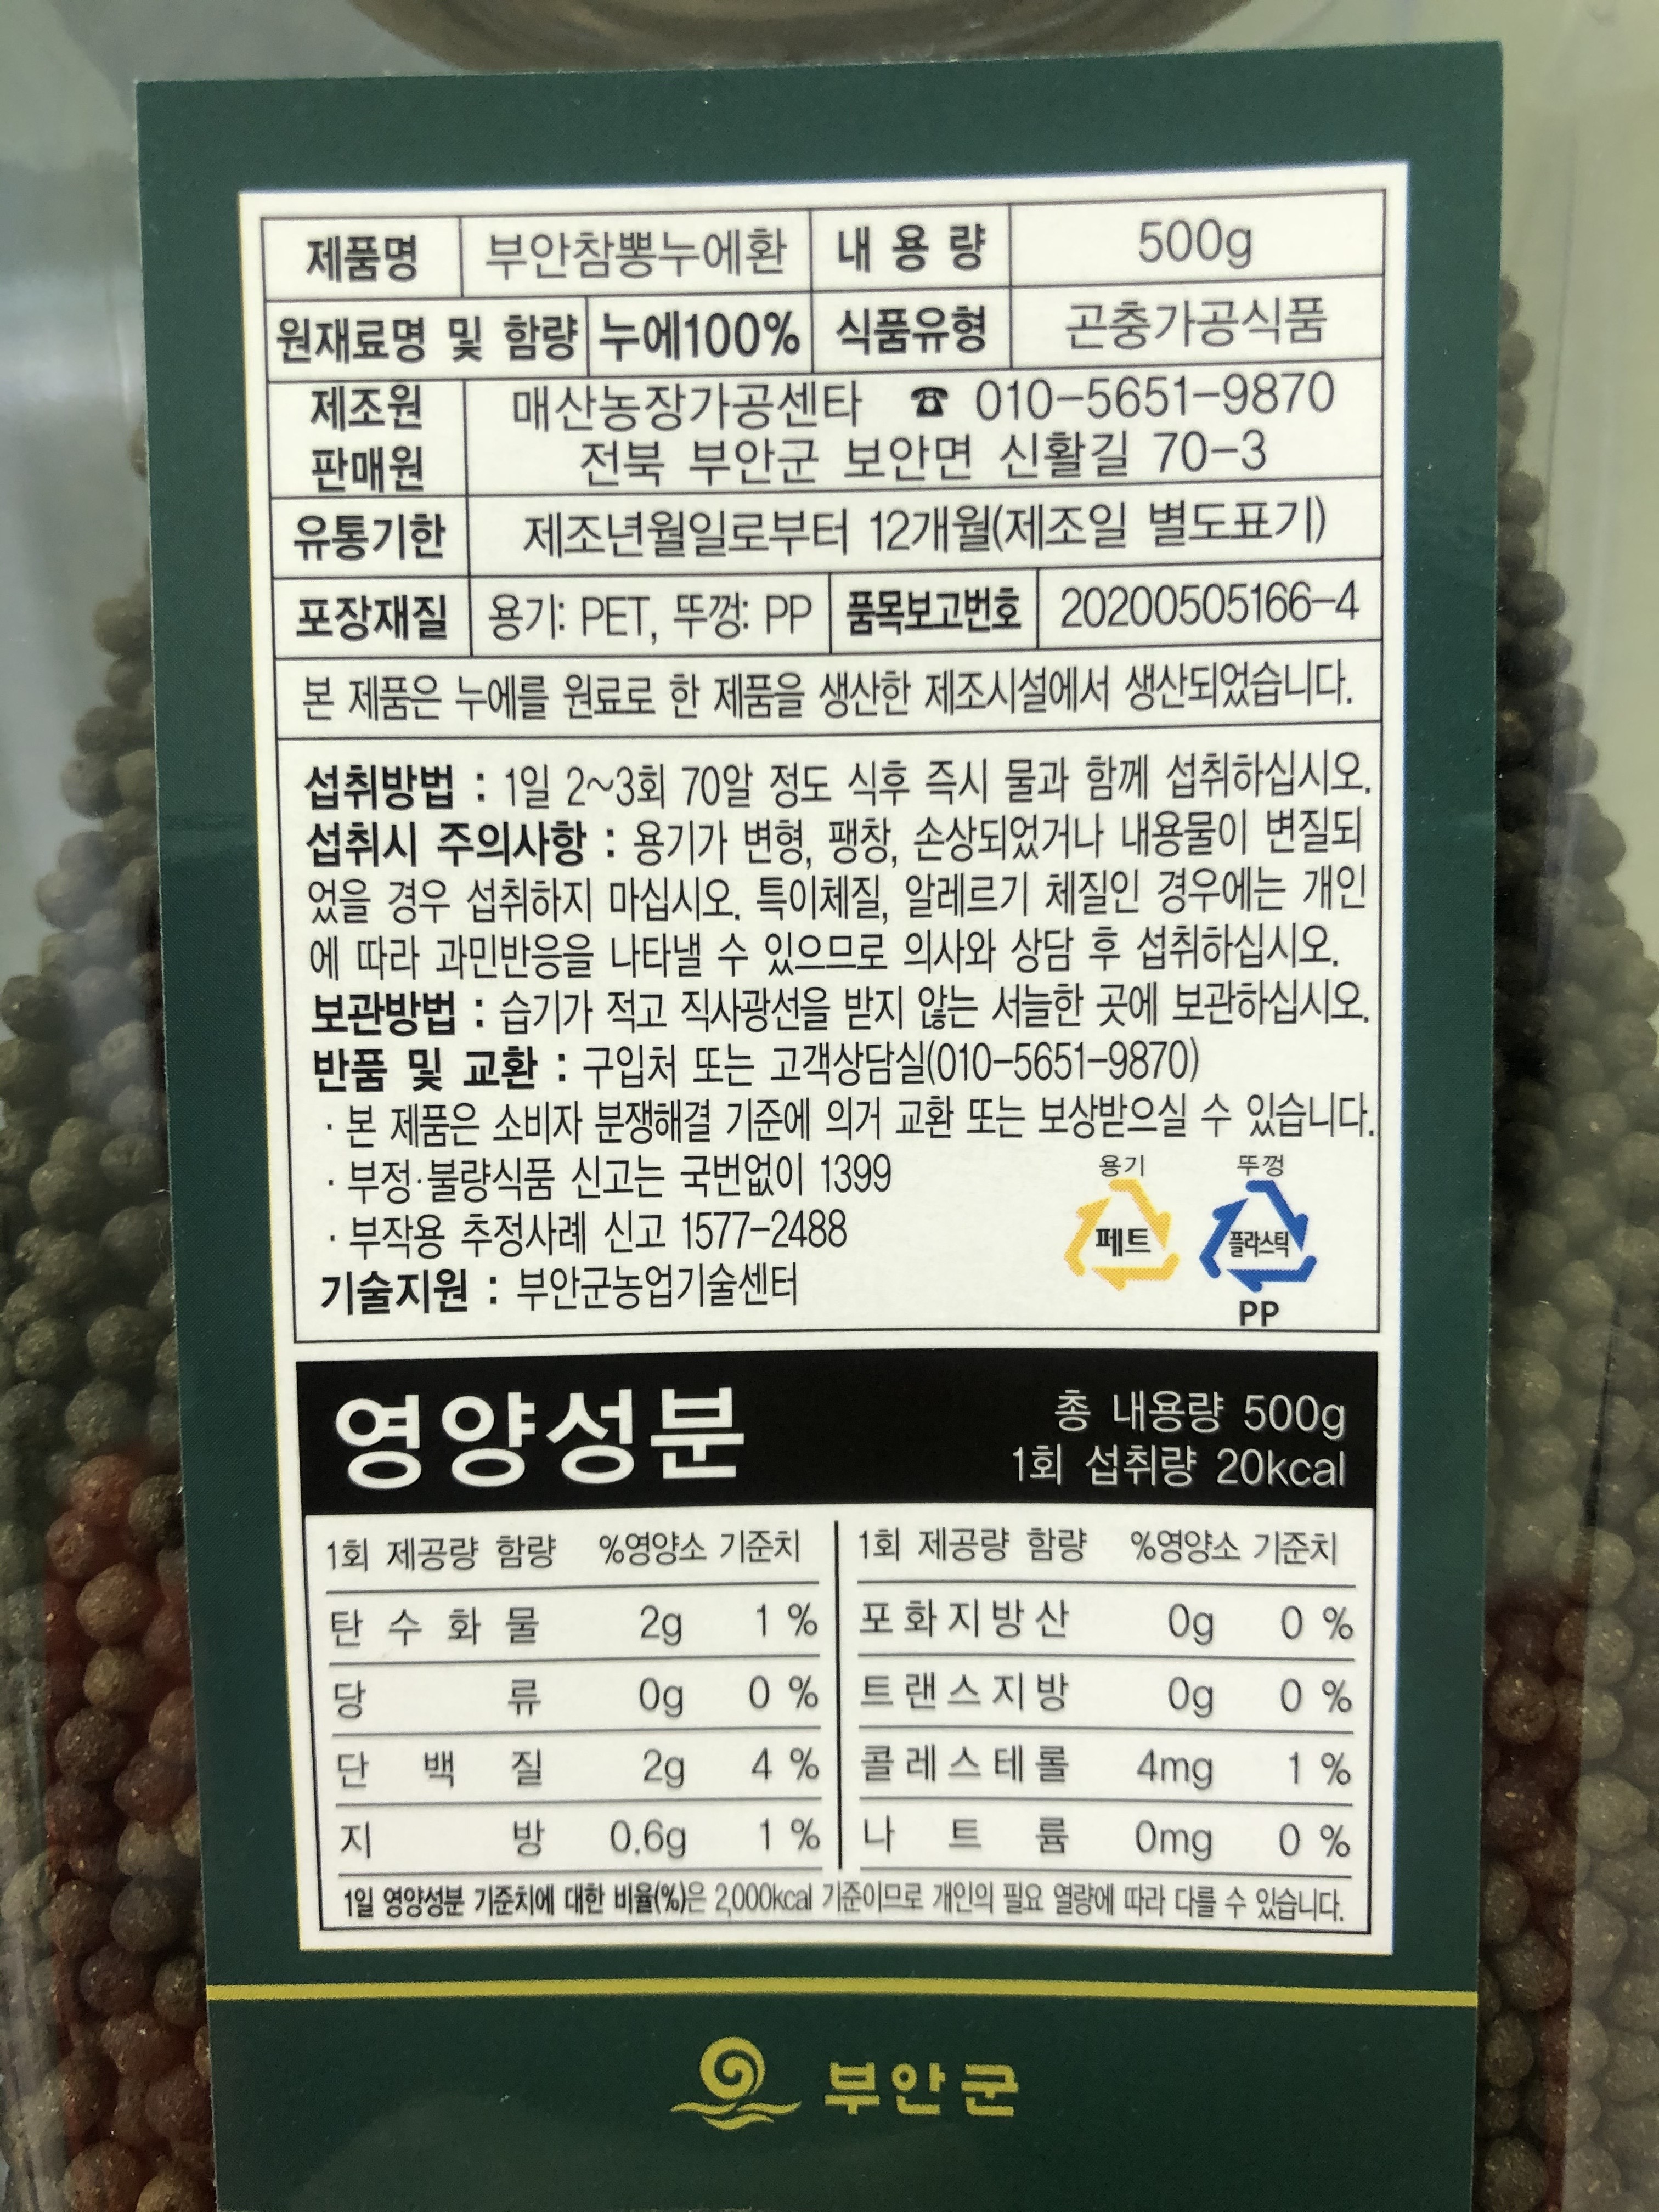 제품명 부안참뽕누에환 내 용 량 500g
원재료명 및 함량 누에100% 식품유형 곤충가공식품
제조원 매산농장가공센타 ☎ 010-5651-9870
판매원 전북 부안군 보안면 신활길 70-3
유통기한 제조년월일로부터 12개월(제조일 별도표기)
포장재질 용기: PET, 뚜껑: PP 품목보고번호 20200505166-4
본 제품은 누에를 원료로 한 제품을 생산한 제조시설에서 생산되었습니다.
섭취방법 : 1일 2~3회 70알 정도 식후 즉시 물과 함께 섭취하십시오.
섭취시 주의사항 : 용기가 변형, 팽창, 손상되었거나 내용물이 변질되
었을 경우 섭취하지 마십시오. 특이체질, 알레르기 체질인 경우에는 개인
에 따라 과민반응을 나타낼 수 있으므로 의사와 상담 후 섭취하십시오.
보관방법 : 습기가 적고 직사광선을 받지 않는 서늘한 곳에 보관하십시오.
반품 및 교환 : 구입처 또는 고객상담실(010-5651-9870)
· 본 제품은 소비자 분쟁해결 기준에 의거 교환 또는 보상받으실 수 있습니다.
· 부정·불량식품 신고는 국번없이 1399
· 부작용 추정사례 신고 1577-2488
기술지원 : 부안군농업기술센터
용기 뚜껑
페트 플라스틱
PP
영양성분
총 내용량 500g
1회 섭취량 20kcal
1회 제공량 함량 %영양소 기준치 1회 제공량 함량 %영양소 기준치
탄 수 화 물 2g 1 % 포화지방산 0g 0 %
당 류 0g 0 % 트랜스지방 0g 0 %
단 백 질 2g 4 % 콜레스테롤 4mg 1 %
지 방 0.6g 1 % 나 트 륨 0mg 0 %
1일 영양성분 기준치에 대한 비율(%)은 2,000kcal 기준이므로 개인의 필요 열량에 따라 다를 수 있습니다.
부안군